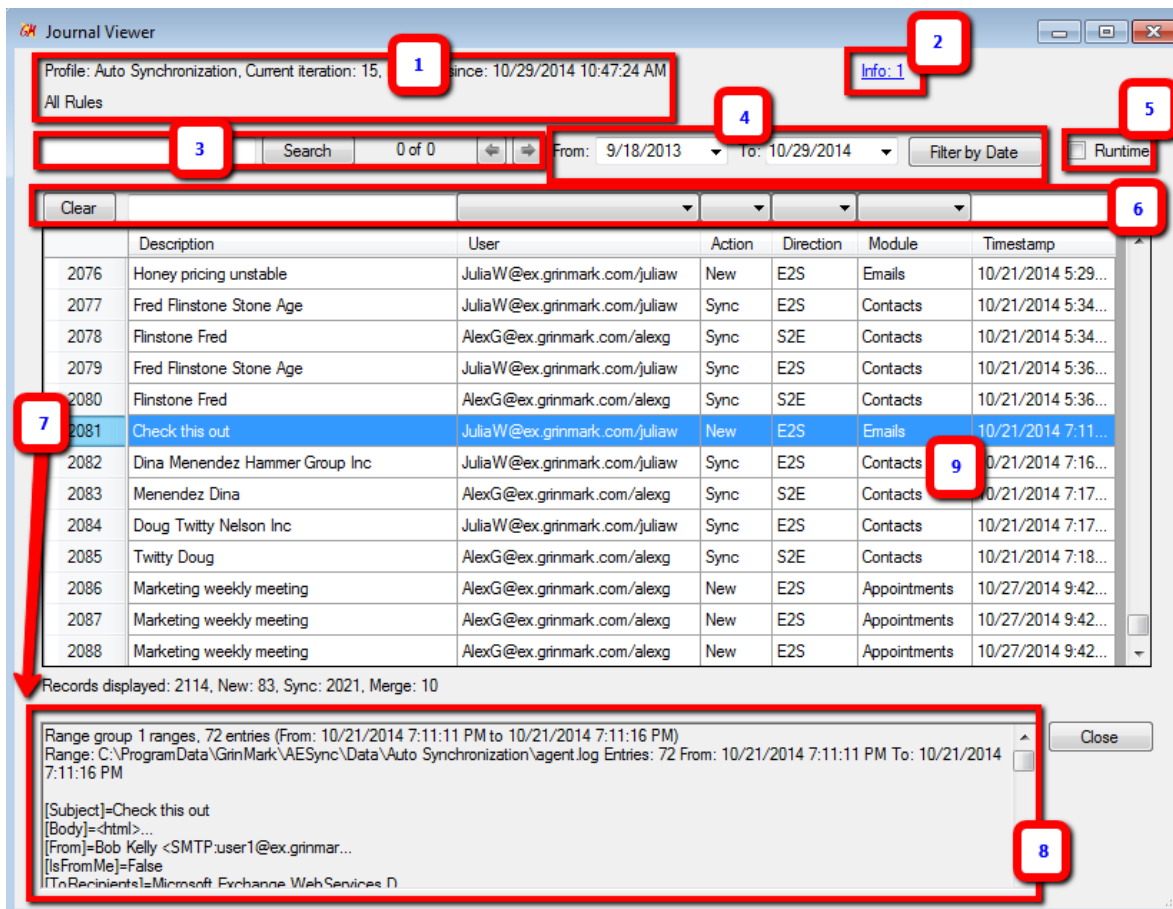 GM Journal Viewer
1
2
Profile: Auto Synchronization, Current iteration: 15, since: 10/29/2014 10:47:24 AM
Info: 1
All Rules
3
4
5
Search 0 of 0 From: 9/18/2013 To: 10/29/2014 Filter by Date Runtime
Clear
6
Description User Action Direction Module Timestamp
2076 Honey pricing unstable JuliaW@ex.grinmark.com/juliaw New E2S Emails 10/21/2014 5:29...
2077 Fred Flinstone Stone Age JuliaW@ex.grinmark.com/juliaw Sync E2S Contacts 10/21/2014 5:34...
2078 Flinstone Fred AlexG@ex.grinmark.com/alexg Sync S2E Contacts 10/21/2014 5:34...
2079 Fred Flinstone Stone Age JuliaW@ex.grinmark.com/juliaw Sync E2S Contacts 10/21/2014 5:36...
2080 Flinstone Fred AlexG@ex.grinmark.com/alexg Sync S2E Contacts 10/21/2014 5:36...
7
2081 Check this out JuliaW@ex.grinmark.com/juliaw New E2S Emails 10/21/2014 7:11...
2082 Dina Menendez Hammer Group Inc JuliaW@ex.grinmark.com/juliaw Sync E2S Contacts 10/21/2014 7:16...
9
2083 Menendez Dina AlexG@ex.grinmark.com/alexg Sync S2E Contacts 10/21/2014 7:17...
2084 Doug Twitty Nelson Inc JuliaW@ex.grinmark.com/juliaw Sync E2S Contacts 10/21/2014 7:17...
2085 Twitty Doug AlexG@ex.grinmark.com/alexg Sync S2E Contacts 10/21/2014 7:18...
2086 Marketing weekly meeting AlexG@ex.grinmark.com/alexg New E2S Appointments 10/27/2014 9:42...
2087 Marketing weekly meeting AlexG@ex.grinmark.com/alexg New E2S Appointments 10/27/2014 9:42...
2088 Marketing weekly meeting AlexG@ex.grinmark.com/alexg New E2S Appointments 10/27/2014 9:42...
Records displayed: 2114, New: 83, Sync: 2021, Merge: 10
Range group 1 ranges, 72 entries (From: 10/21/2014 7:11:11 PM to 10/21/2014 7:11:16 PM)
Close
Range: C:\ProgramData\GrinMark\AESync\Data\Auto Synchronization\agent.log Entries: 72 From: 10/21/2014 7:11:11 PM To: 10/21/2014
7:11:16 PM
[Subject]=Check this out
[Body]=<html>...
[From]=Bob Kelly <SMTP:user1@ex.grinmar...
8
[IsFromMe]=False
[ToRecipients]=Microsoft.Exchange.WebServices.D